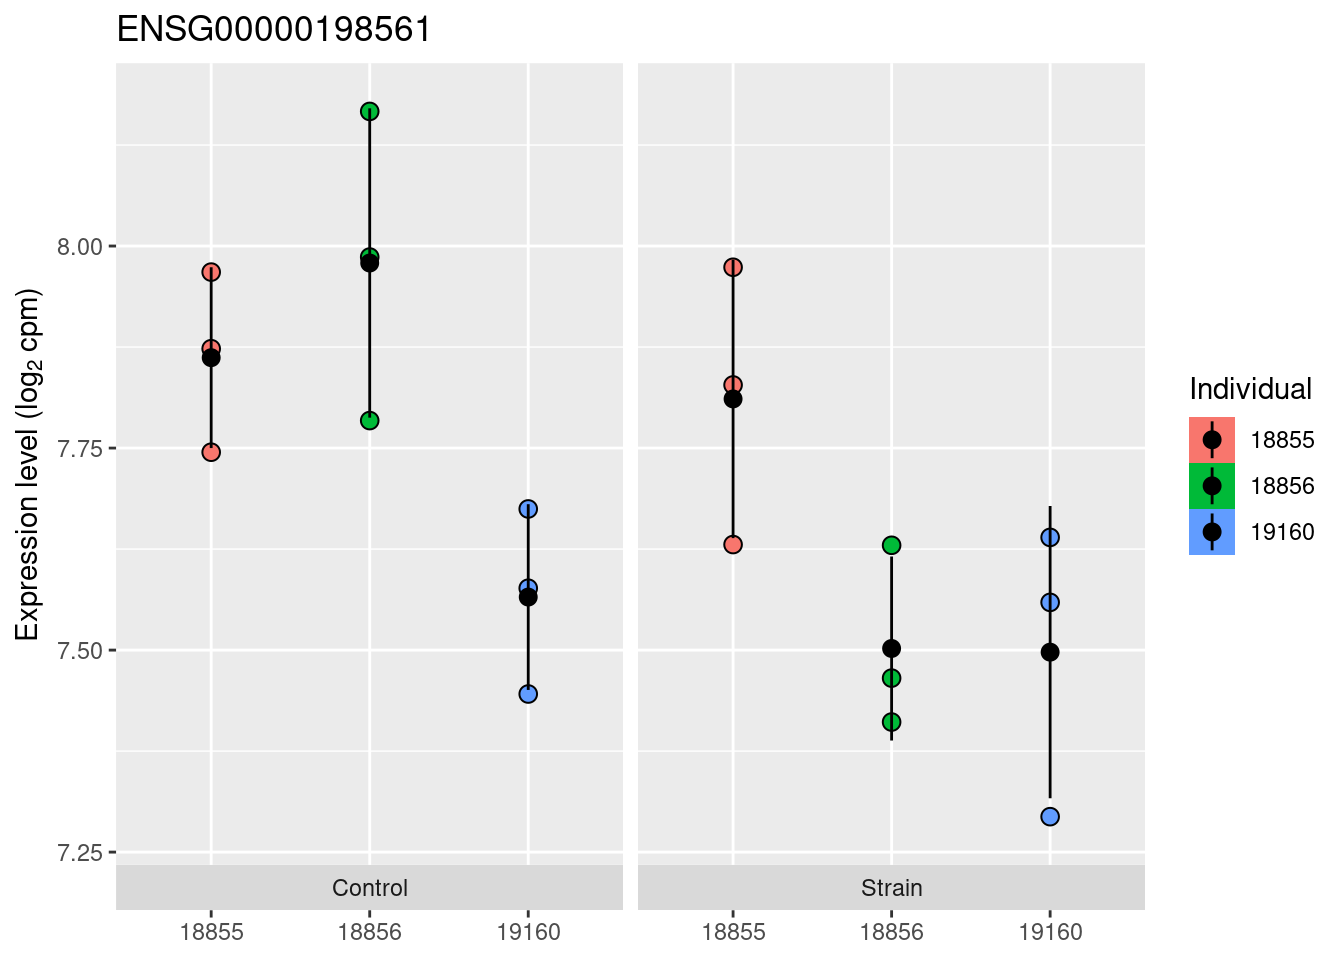 ENSG00000198561
Expression level (log2 cpm)
8.00
7.75
7.50
7.25
Control
Strain
18855
18856
19160
18855
18856
19160
Individual
18855
18856
19160